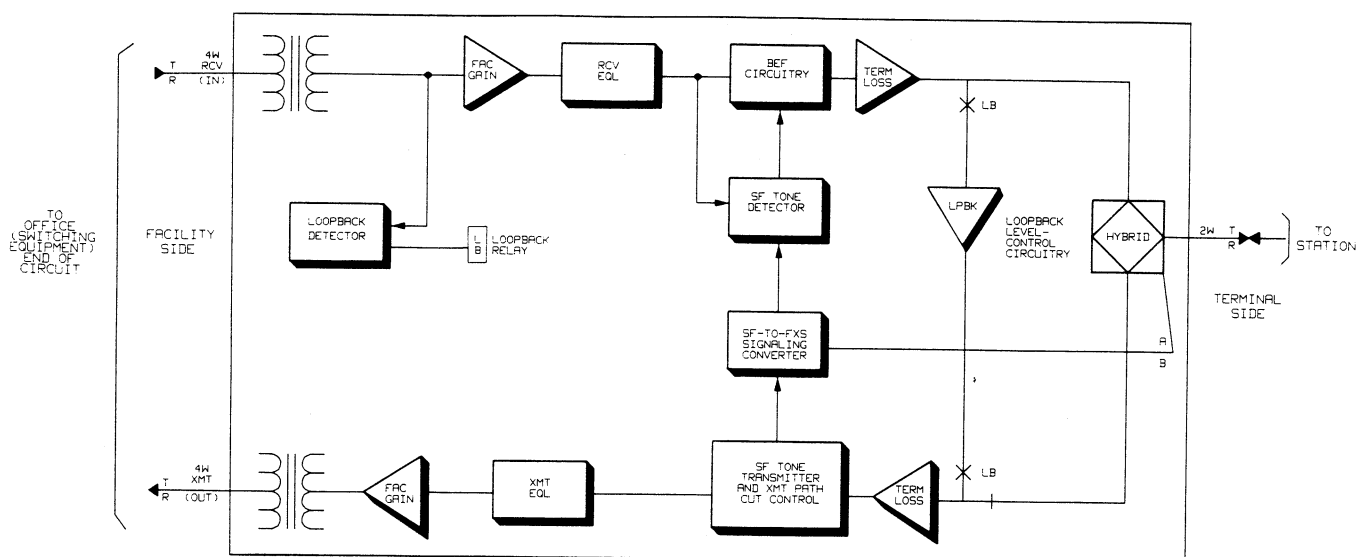 4W
T
RCV
R
(IN)
FAC
GAIN
RCV
EQL
BEF
CIRCUITRY
TERM
LOSS
LB
SF TONE
DETECTOR
LPBK
LOOPBACK
LEVEL-
CONTROL
CIRCUITRY
HYBRID
2W
T
R
TO
STATION
TERMINAL
SIDE
TO
OFFICE
(SWITCHING
EQUIPMENT)
END OF
CIRCUIT
FACILITY
SIDE
LOOPBACK
DETECTOR
L
B
LOOPBACK
RELAY
SF-TO-FXS
SIGNALING
CONVERTER
A
B
4W
T
XMT
R
(OUT)
FAC
GAIN
XMT
EQL
SF TONE
TRANSMITTER
AND XMT PATH
CUT CONTROL
TERM
LOSS
LB